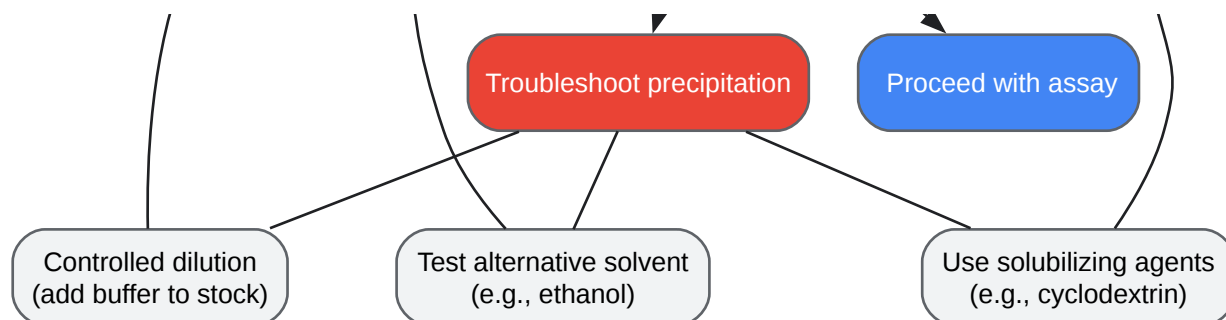 Troubleshoot precipitation
Proceed with assay
Controlled dilution
(add buffer to stock)
Test alternative solvent
(e.g., ethanol)
Use solubilizing agents
(e.g., cyclodextrin)